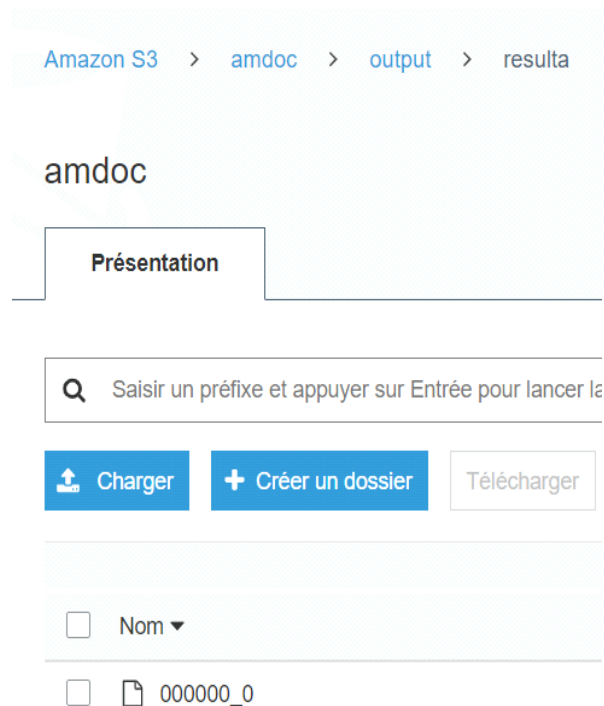 Amazon S3 > amdoc > output > resulta
amdoc
Présentation
Saisir un préfixe et appuyer sur Entrée pour lancer la
Charger + Créer un dossier Télécharger
Nom
000000_0